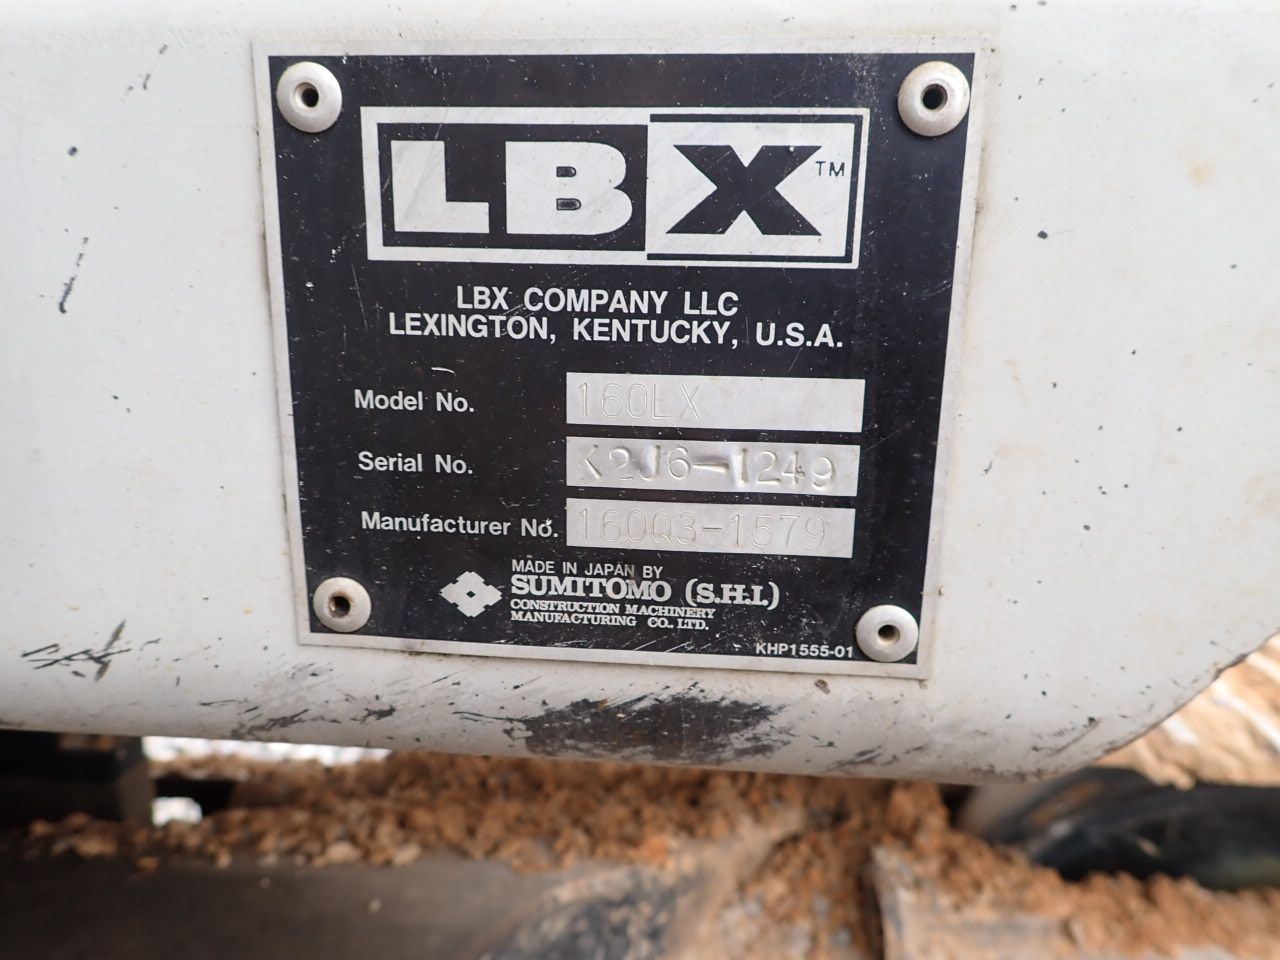 LBX™
LBX COMPANY LLC
LEXINGTON, KENTUCKY, U.S.A.
Model No. 160LX
Serial No. K2J6-1249
Manufacturer No. 160Q3-1579
MADE IN JAPAN BY
SUMITOMO (S.H.I.)
CONSTRUCTION MACHINERY
MANUFACTURING CO., LTD.
KHP1555-01